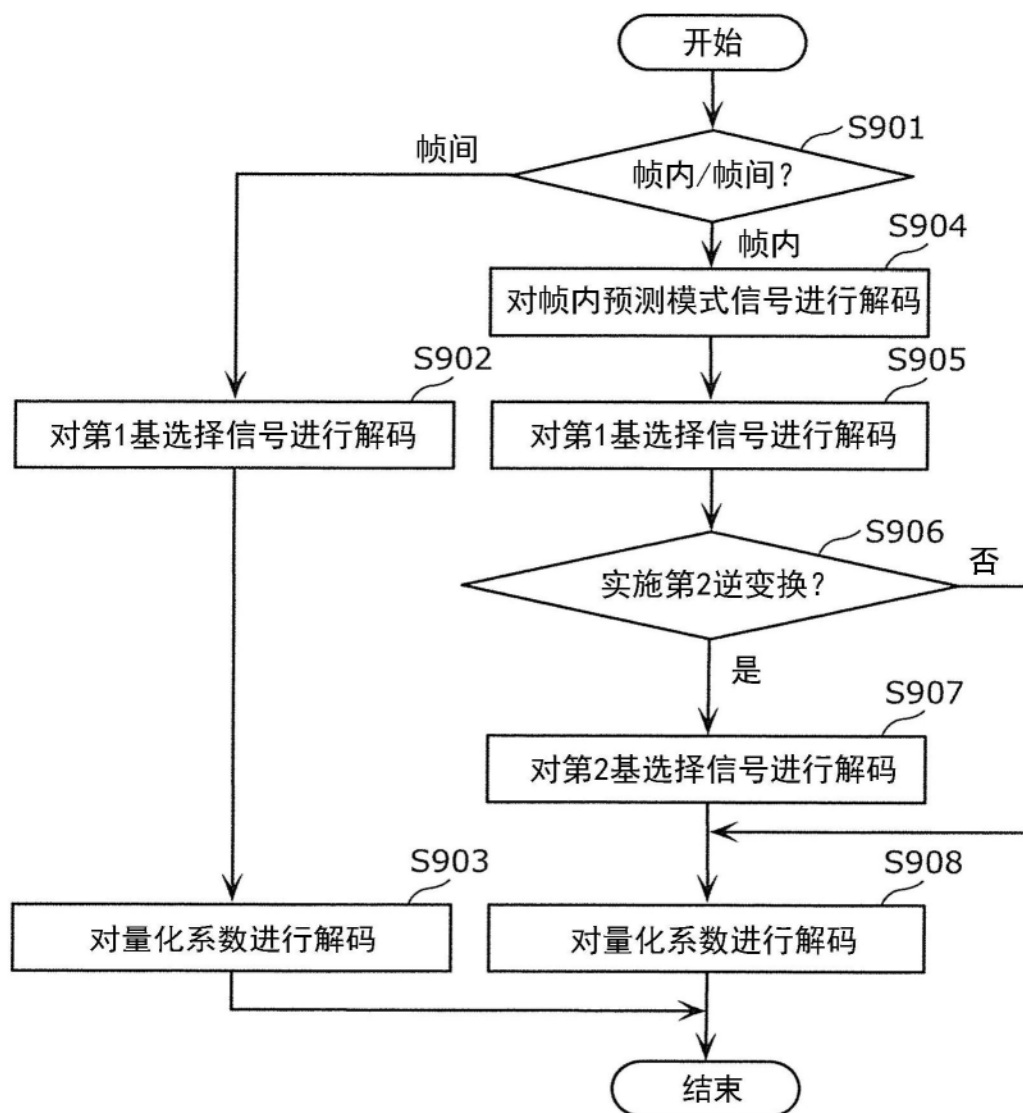 开始
S901
帧间
帧内/帧间?
帧内
S904
对帧内预测模式信号进行解码
S902
S905
对第1基选择信号进行解码
对第1基选择信号进行解码
S906
实施第2逆变换?
否
是
S907
对第2基选择信号进行解码
S903
S908
对量化系数进行解码
对量化系数进行解码
结束